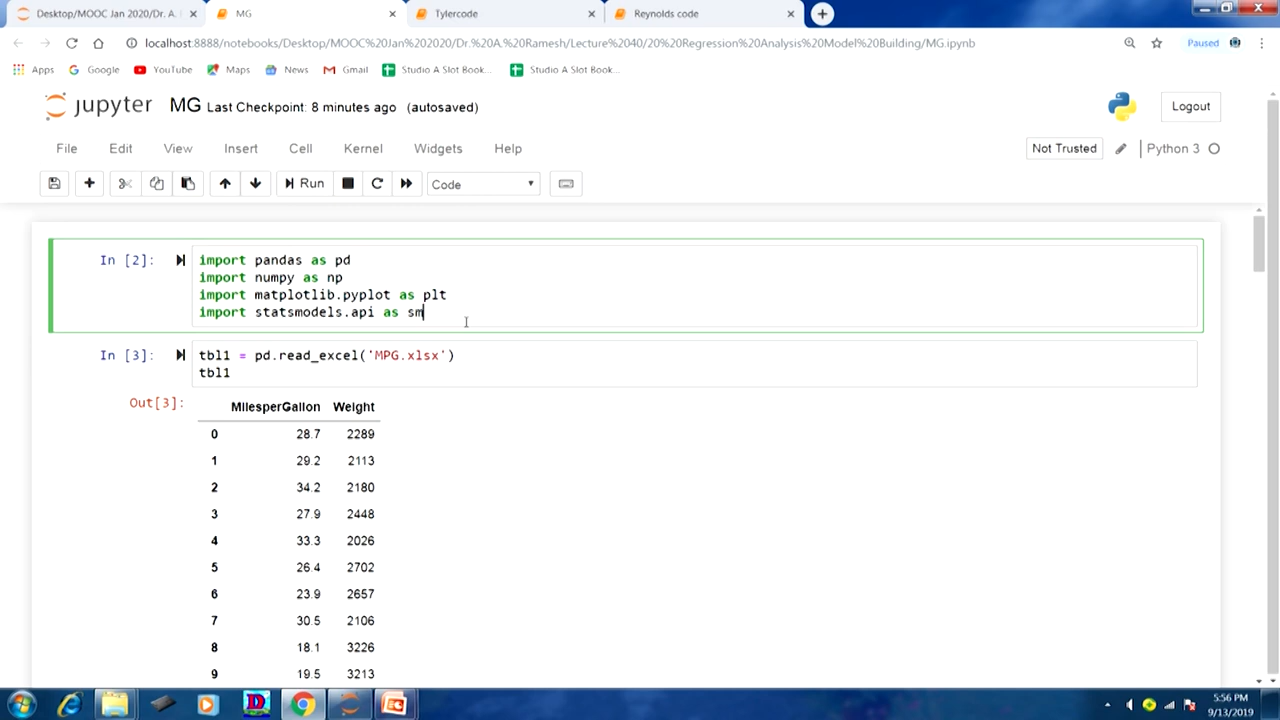 Desktop/MOOC Jan 2020/Dr. A.
MG
Tylercode
Reynolds code
localhost:8888/notebooks/Desktop/MOOC%20Jan%202020/Dr.%20A.%20Ramesh/Lecture%2040/20%20Regression%20Analysis%20Model%20Building/MG.ipynb
Paused
Apps
Google
YouTube
Maps
News
Gmail
Studio A Slot Book...
Studio A Slot Book...
jupyter MG Last Checkpoint: 8 minutes ago (autosaved)
Logout
File Edit View Insert Cell Kernel Widgets Help
Not Trusted
Python 3
Run
Code
In [2]:
import pandas as pd
import numpy as np
import matplotlib.pyplot as plt
import statsmodels.api as sm
In [3]:
tbl1 = pd.read_excel('MPG.xlsx')
tbl1
Out[3]:
MilesperGallon Weight
0 28.7 2289
1 29.2 2113
2 34.2 2180
3 27.9 2448
4 33.3 2026
5 26.4 2702
6 23.9 2657
7 30.5 2106
8 18.1 3226
9 19.5 3213
5:56 PM
9/13/2019